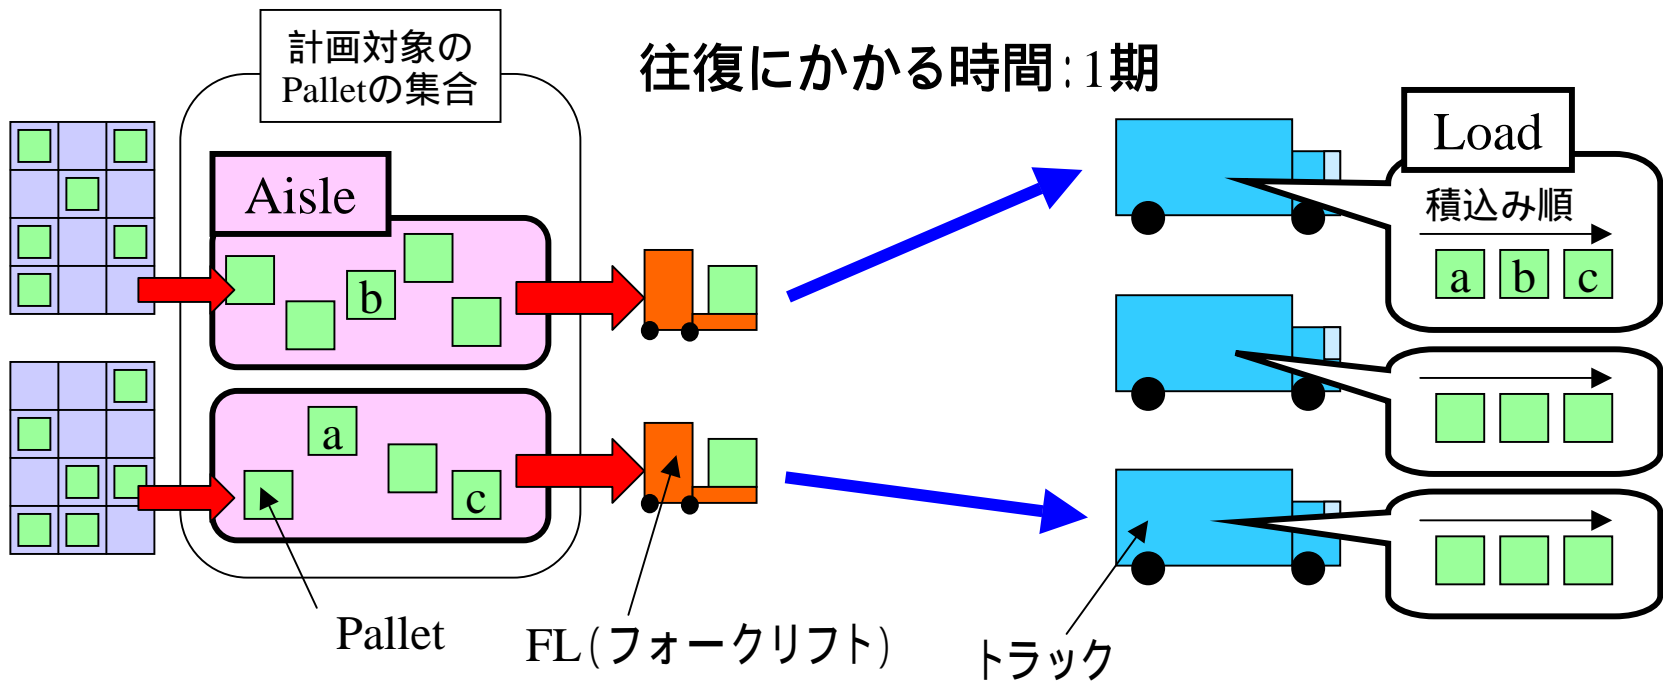 計画対象の
Palletの集合
往復にかかる時間:1期
Load
Aisle
積込み順
b
a b c
a
c
Pallet
FL(フォークリフト)
トラック